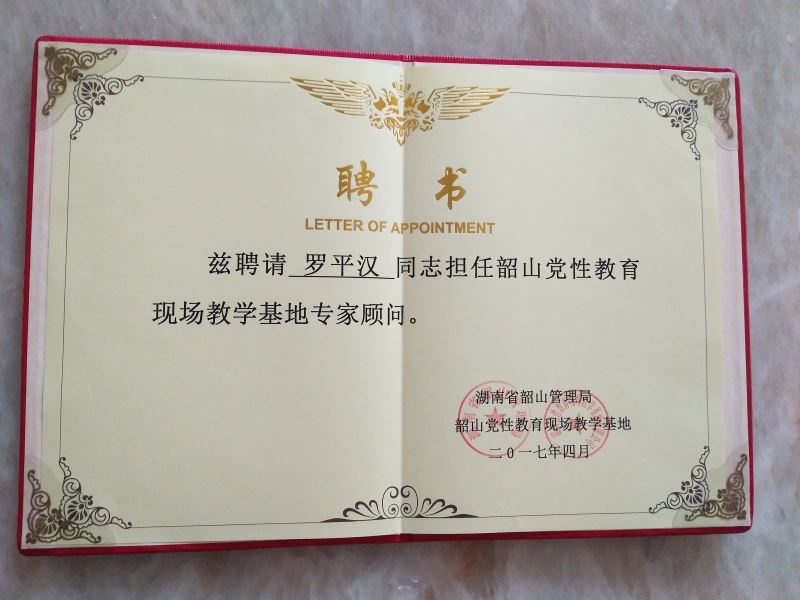 聘 书
LETTER OF APPOINTMENT
兹聘请 罗平汉 同志担任韶山党性教育
现场教学基地专家顾问。
湖南省韶山管理局
韶山党性教育现场教学基地
二0一七年四月